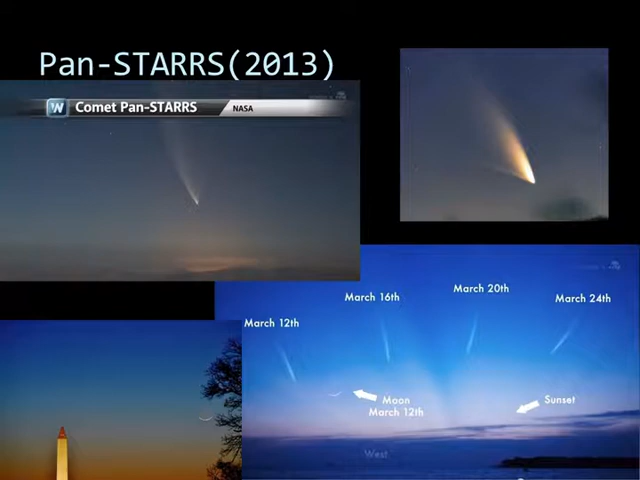 Pan-STARRS(2013)
W Comet Pan-STARRS NASA
March 12th
March 16th
March 20th
March 24th
Moon
March 12th
Sunset
West